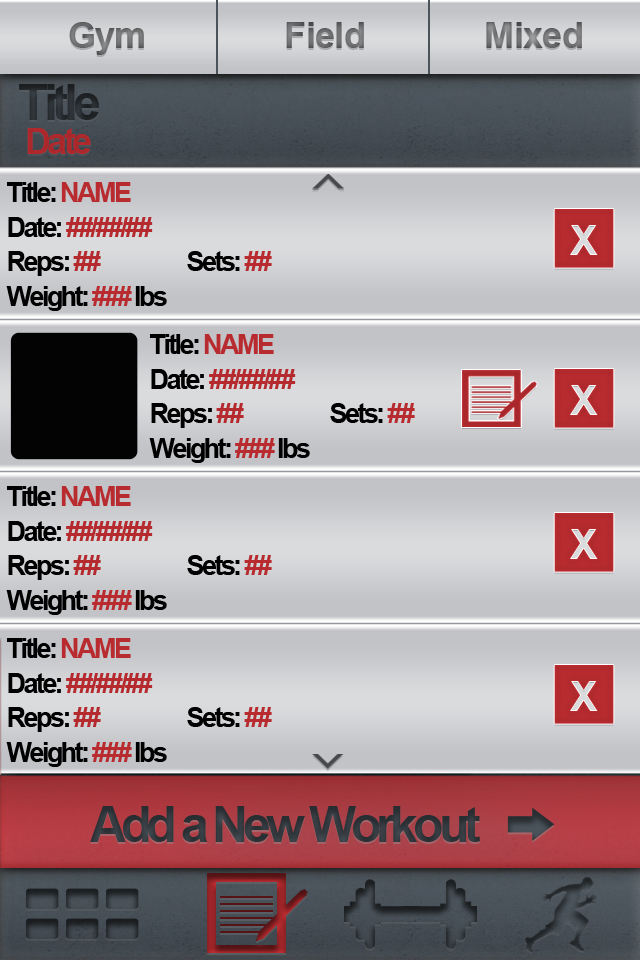 Gym Field Mixed
Title
Date
Title: NAME
Date: ######
Reps: ## Sets: ##
Weight: ### lbs
X
Title: NAME
Date: ######
Reps: ## Sets: ##
Weight: ### lbs
X
Title: NAME
Date: ######
Reps: ## Sets: ##
Weight: ### lbs
X
Title: NAME
Date: ######
Reps: ## Sets: ##
Weight: ### lbs
X
Add a New Workout